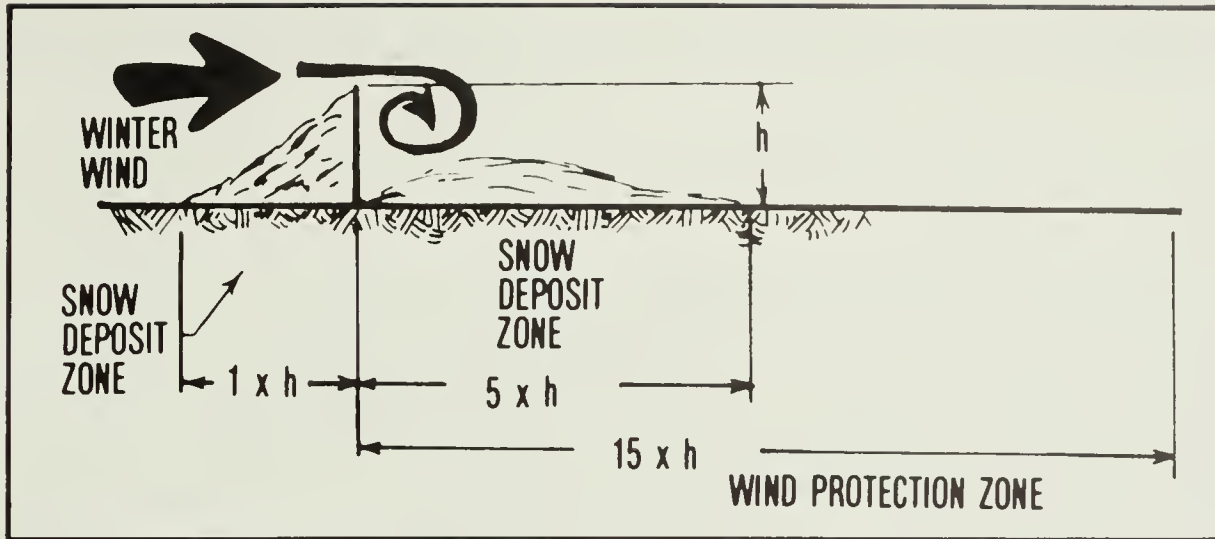 WINTER
WIND
h
SNOW
DEPOSIT
ZONE
SNOW
DEPOSIT
ZONE
1 x h
5 x h
15 x h
WIND PROTECTION ZONE